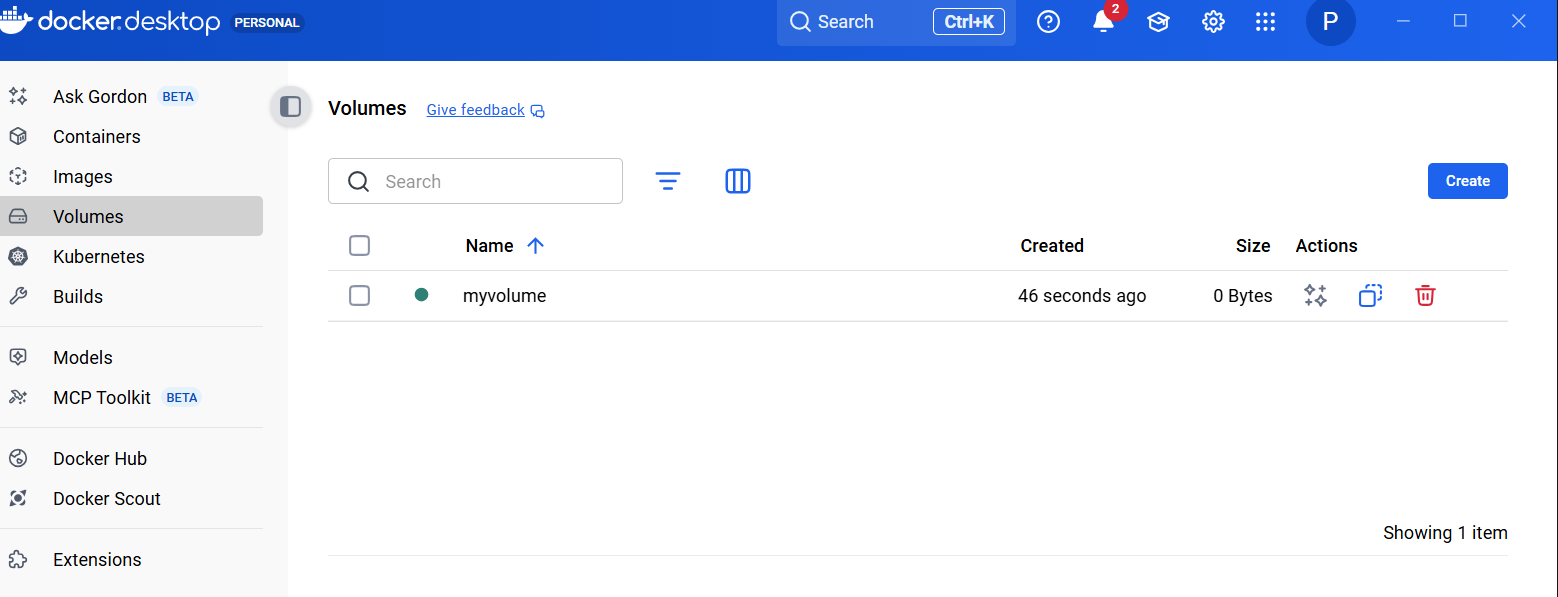 docker.desktop PERSONAL
Search Ctrl+K
2
P
Ask Gordon BETA
Containers
Images
Volumes
Kubernetes
Builds
Models
MCP Toolkit BETA
Docker Hub
Docker Scout
Extensions
Volumes Give feedback
Search
Create
Name Created Size Actions
myvolume 46 seconds ago 0 Bytes
Showing 1 item